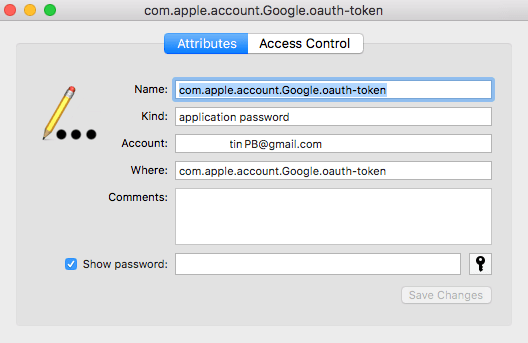 com.apple.account.Google.oauth-token
Attributes Access Control
Name: com.apple.account.Google.oauth-token
Kind: application password
Account: tin PB@gmail.com
Where: com.apple.account.Google.oauth-token
Comments:
Show password:
Save Changes